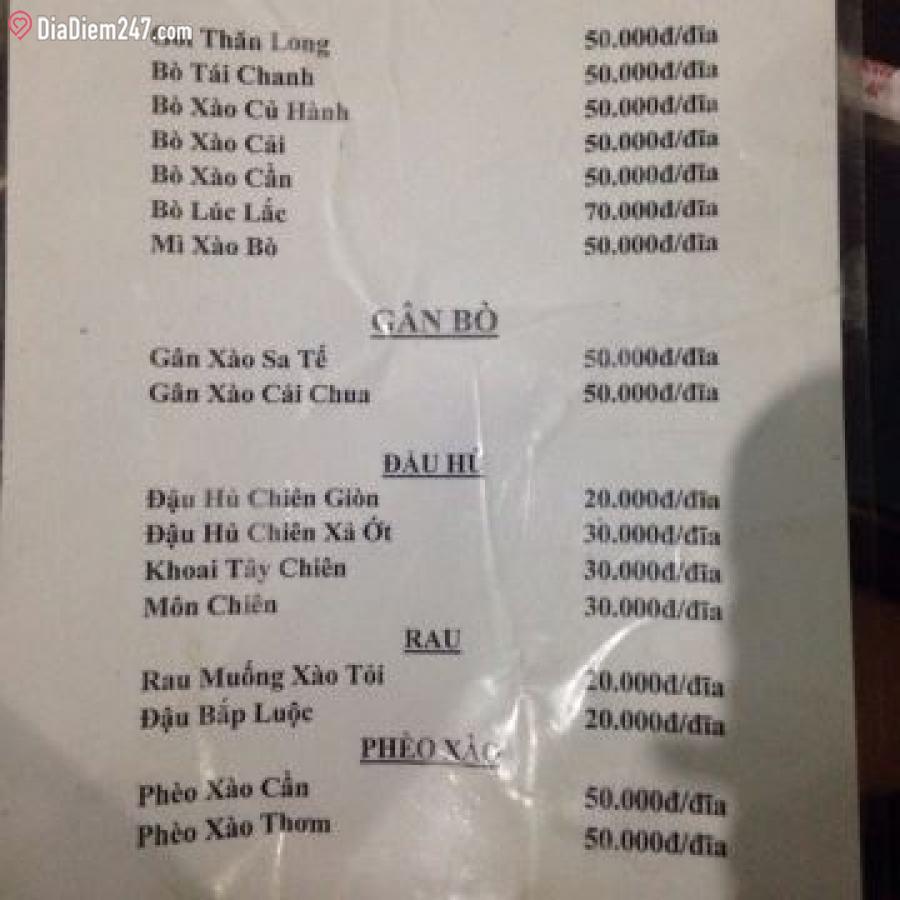 DiaDiem247.com
Thăn Long 50.000đ/đĩa
Bò Tái Chanh 50.000đ/đĩa
Bò Xào Củ Hành 50.000đ/đĩa
Bò Xào Cải 50.000đ/đĩa
Bò Xào Cần 50.000đ/đĩa
Bò Lúc Lắc 70.000đ/đĩa
Mì Xào Bò 50.000đ/đĩa
GÂN BÒ
Gân Xào Sa Tế 50.000đ/đĩa
Gân Xào Cải Chua 50.000đ/đĩa
ĐẬU HỦ
Đậu Hủ Chiên Giòn 20.000đ/đĩa
Đậu Hủ Chiên Xả Ớt 30.000đ/đĩa
Khoai Tây Chiên 30.000đ/đĩa
Môn Chiên 30.000đ/đĩa
RAU
Rau Muống Xào Tỏi 20.000đ/đĩa
Đậu Bắp Luộc 20.000đ/đĩa
PHÈO XÀO
Phèo Xào Cần 50.000đ/đĩa
Phèo Xào Thơm 50.000đ/đĩa